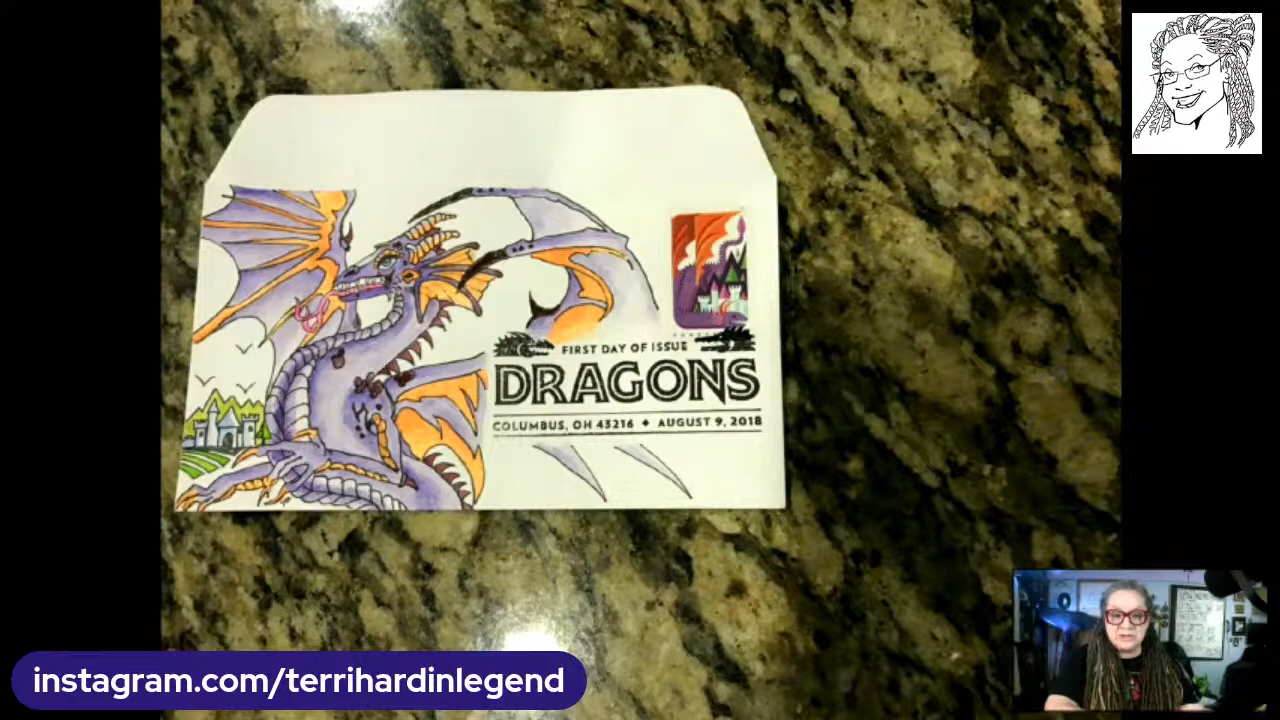 FIRST DAY OF ISSUE
DRAGONS
COLUMBUS, OH 43216 ✦ AUGUST 9, 2018
instagram.com/terrihardinlegend